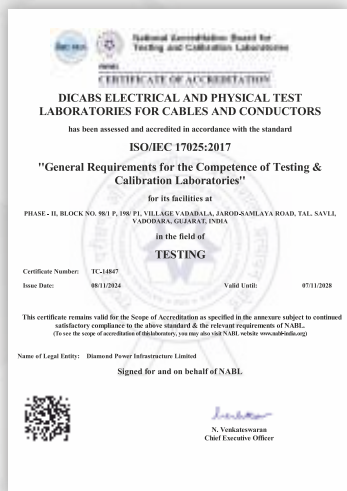 National Accreditation Board for
Testing and Calibration Laboratories
CERTIFICATE OF ACCREDITATION
DICABS ELECTRICAL AND PHYSICAL TEST
LABORATORIES FOR CABLES AND CONDUCTORS
has been assessed and accredited in accordance with the standard
ISO/IEC 17025:2017
"General Requirements for the Competence of Testing &
Calibration Laboratories"
for its facilities at
PHASE - II, BLOCK NO. 98/1 P, 198/ P1, VILLAGE VADADALA, JAROD-SAMLAYA ROAD, TAL. SAVLI,
VADODARA, GUJARAT, INDIA
in the field of
TESTING
Certificate Number: TC-14847
Issue Date: 08/11/2024 Valid Until: 07/11/2028
This certificate remains valid for the Scope of Accreditation as specified in the annexure subject to continued
satisfactory compliance to the above standard & the relevant requirements of NABL.
(To see the scope of accreditation of this laboratory, you may also visit NABL website www.nabl-india.org)
Name of Legal Entity: Diamond Power Infrastructure Limited
Signed for and on behalf of NABL
N. Venkateswaran
Chief Executive Officer